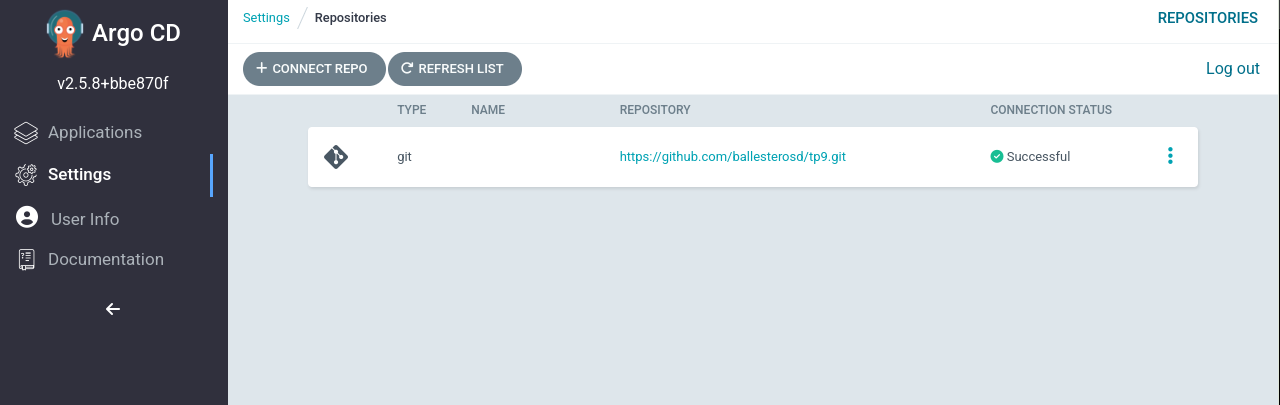 Argo CD
v2.5.8+bbe870f
Applications
Settings
User Info
Documentation
Settings / Repositories
REPOSITORIES
CONNECT REPO
REFRESH LIST
Log out
TYPE NAME REPOSITORY CONNECTION STATUS
git https://github.com/ballesterosd/tp9.git Successful